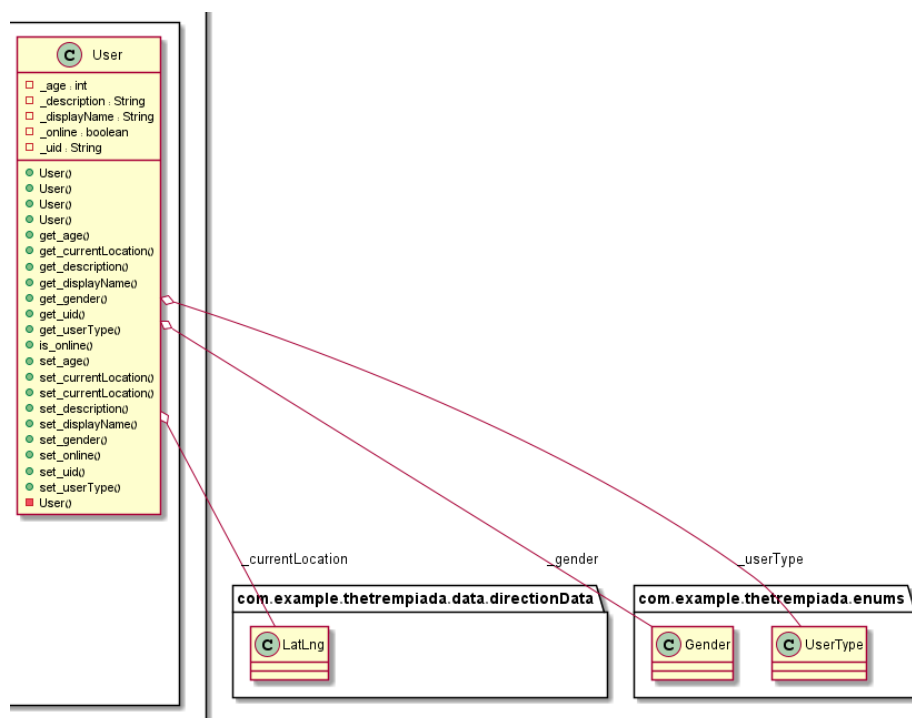 C User
_age : int
_description : String
_displayName : String
_online : boolean
_uid : String
User()
User()
User()
User()
get_age()
get_currentLocation()
get_description()
get_displayName()
get_gender()
get_uid()
get_userType()
is_online()
set_age()
set_currentLocation()
set_currentLocation()
set_description()
set_displayName()
set_gender()
set_online()
set_uid()
set_userType()
User()
_currentLocation
_gender
_userType
com.example.thetrempiada.data.directionData
C LatLng
com.example.thetrempiada.enums
C Gender
C UserType